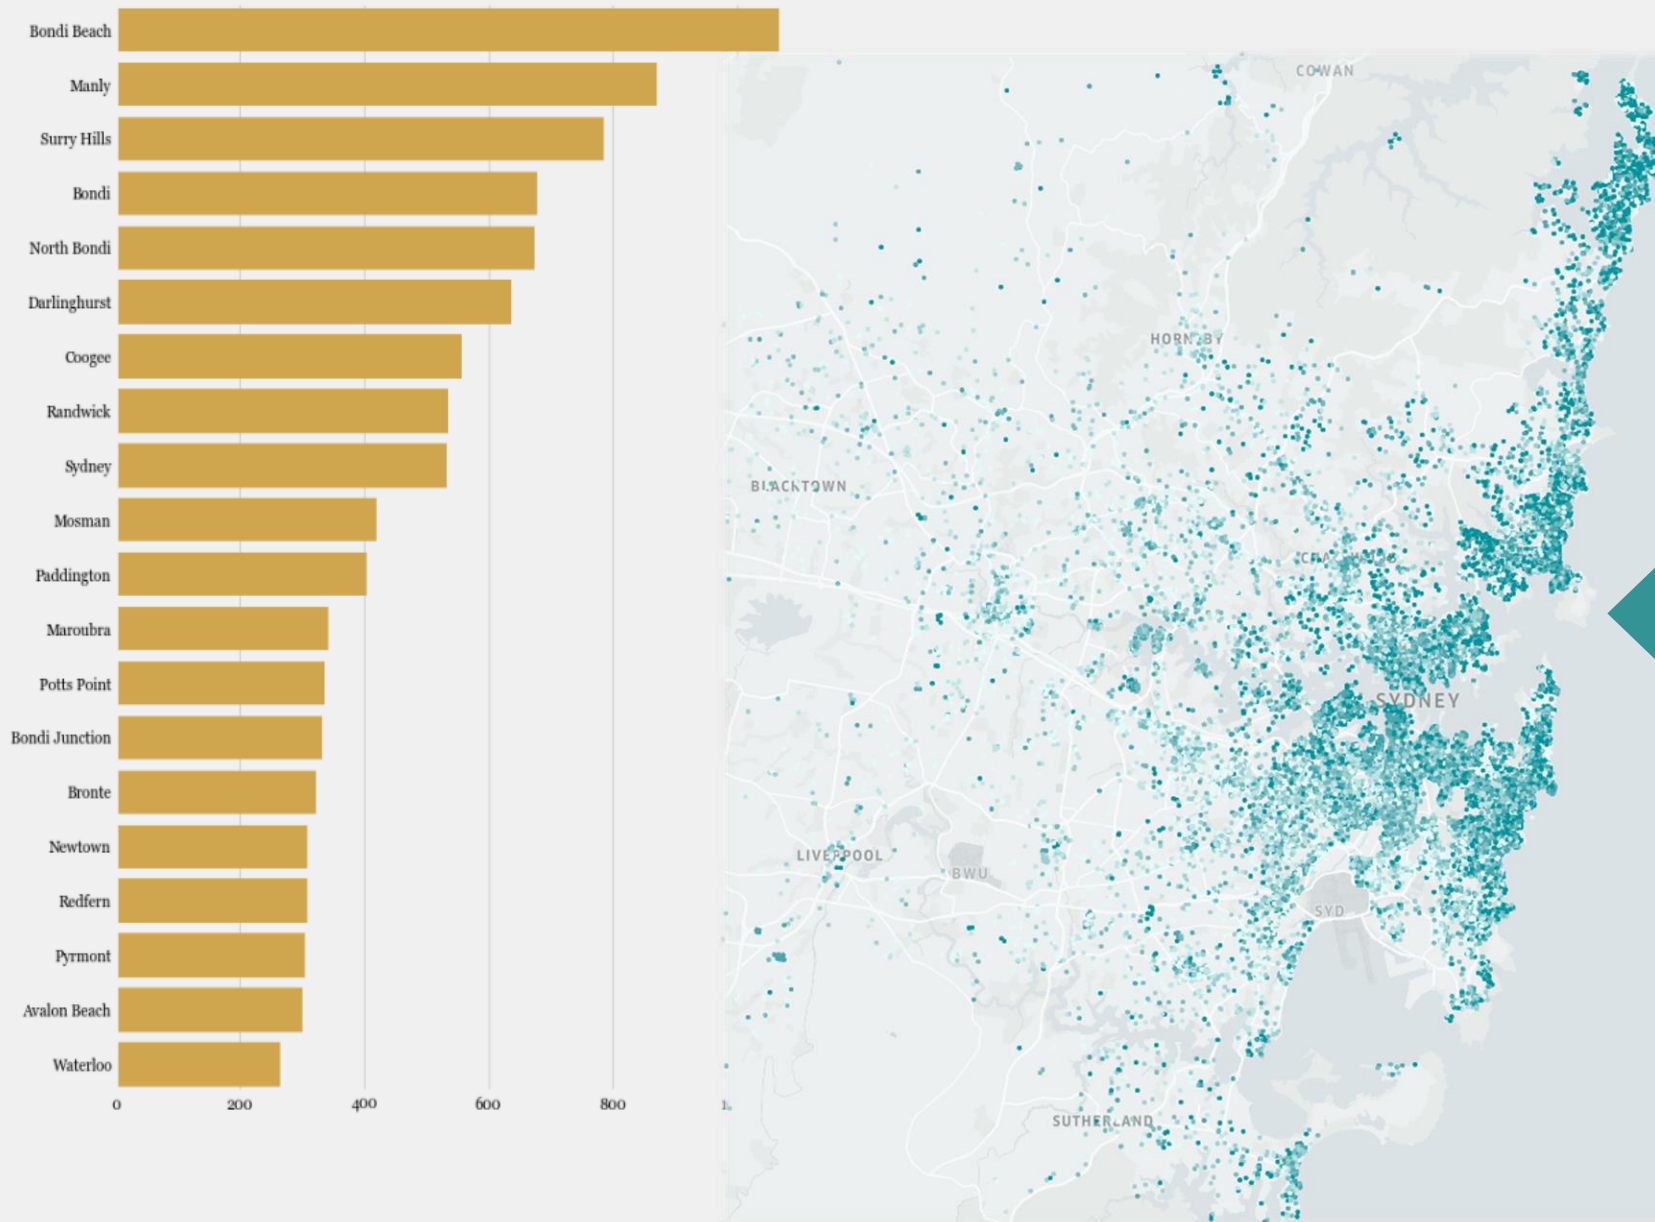 Bondi Beach
Manly
Surry Hills
Bondi
North Bondi
Darlinghurst
Coogee
Randwick
Sydney
Mosman
Paddington
Maroubra
Potts Point
Bondi Junction
Bronte
Newtown
Redfern
Pyrmont
Avalon Beach
Waterloo
0 200 400 600 800
COWAN
HORNSBY
BLACKTOWN
SYDNEY
LIVERPOOL
BWU
SYD
SUTHERLAND